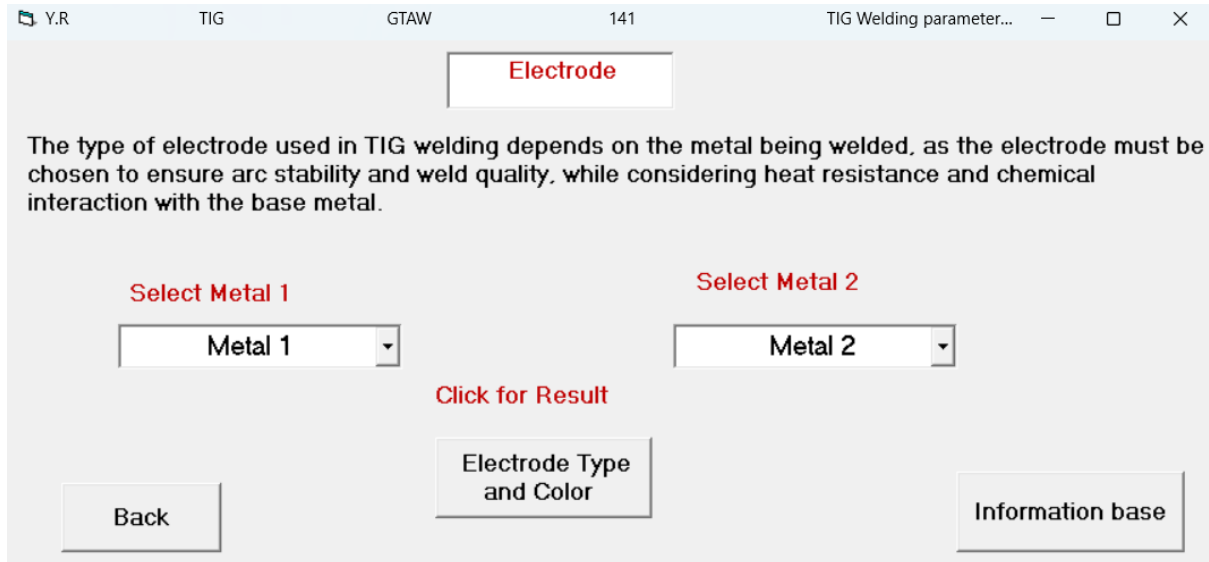 Y.R TIG GTAW 141 TIG Welding parameter...
Electrode
The type of electrode used in TIG welding depends on the metal being welded, as the electrode must be
chosen to ensure arc stability and weld quality, while considering heat resistance and chemical
interaction with the base metal.
Select Metal 1
Select Metal 2
Metal 1
Metal 2
Click for Result
Electrode Type
and Color
Back
Information base